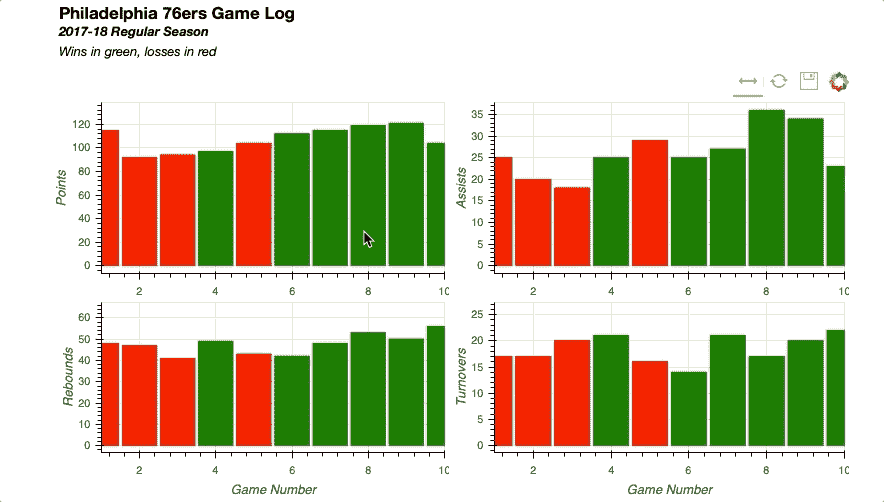 Philadelphia 76ers Game Log
2017-18 Regular Season
Wins in green, losses in red
Points
120
100
80
60
40
20
0
2 4 6 8 10
Assists
35
30
25
20
15
10
5
0
2 4 6 8 10
Rebounds
60
50
40
30
20
10
0
2 4 6 8 10
Game Number
Turnovers
25
20
15
10
5
0
2 4 6 8 10
Game Number